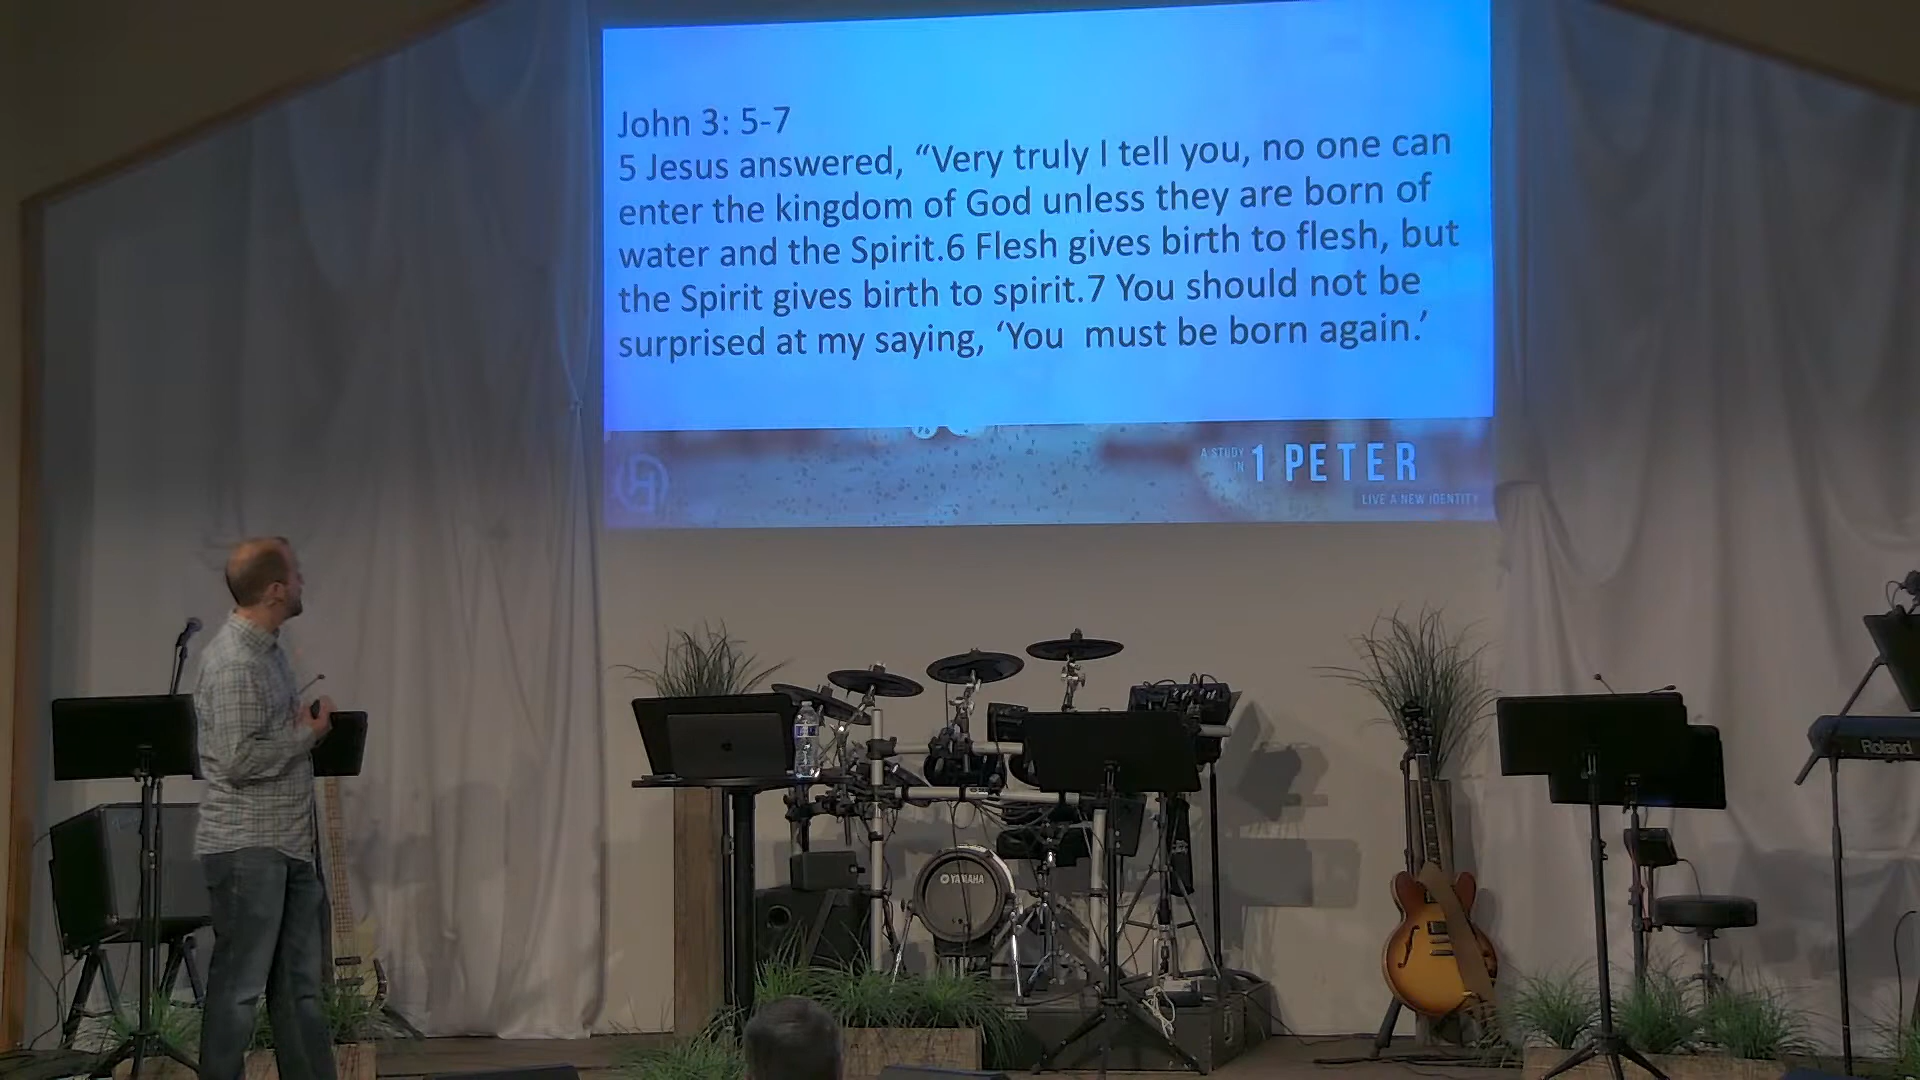 John 3: 5-7
5 Jesus answered, “Very truly I tell you, no one can
enter the kingdom of God unless they are born of
water and the Spirit.6 Flesh gives birth to flesh, but
the Spirit gives birth to spirit.7 You should not be
surprised at my saying, ‘You  must be born again.’
A STUDY
IN
1 PETER
LIVE A NEW IDENTITY
YAMAHA
Roland